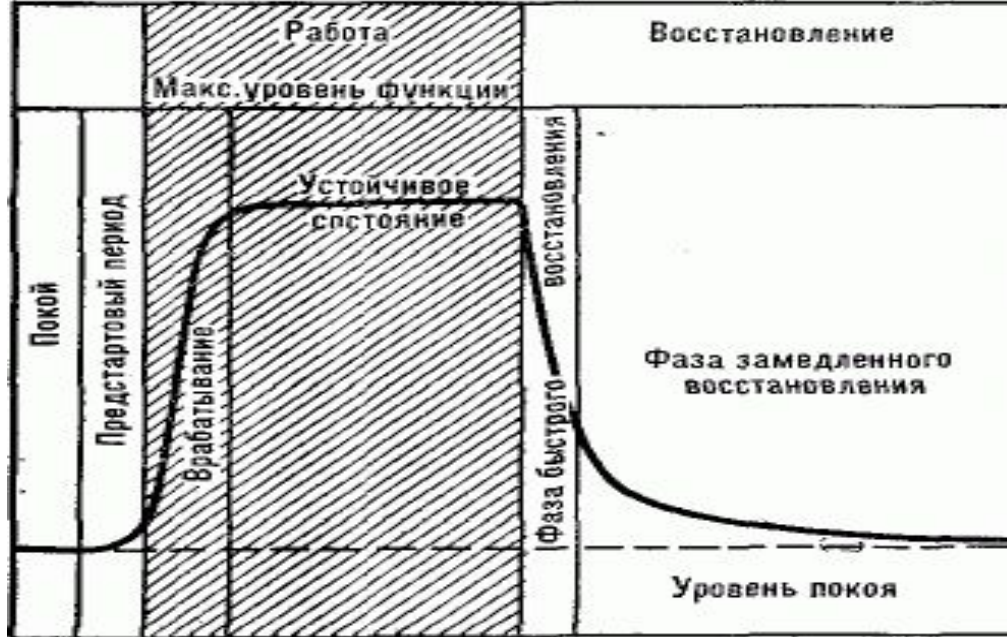 Работа
Восстановление
Макс.уровень функции
Покой
Предстартовый период
Врабатывание
Устойчивое
состояние
Фаза быстрого восстановления
Фаза замедленного
восстановления
Уровень покоя